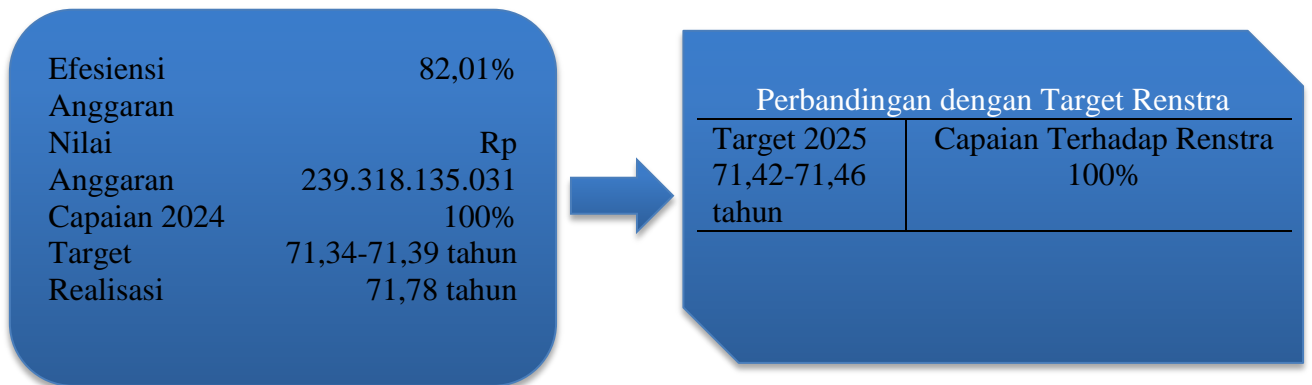 Efesiensi 82,01%
Anggaran
Nilai Rp
Anggaran 239.318.135.031
Capaian 2024 100%
Target 71,34-71,39 tahun
Realisasi 71,78 tahun
Perbandingan dengan Target Renstra
Target 2025 Capaian Terhadap Renstra
71,42-71,46 100%
tahun